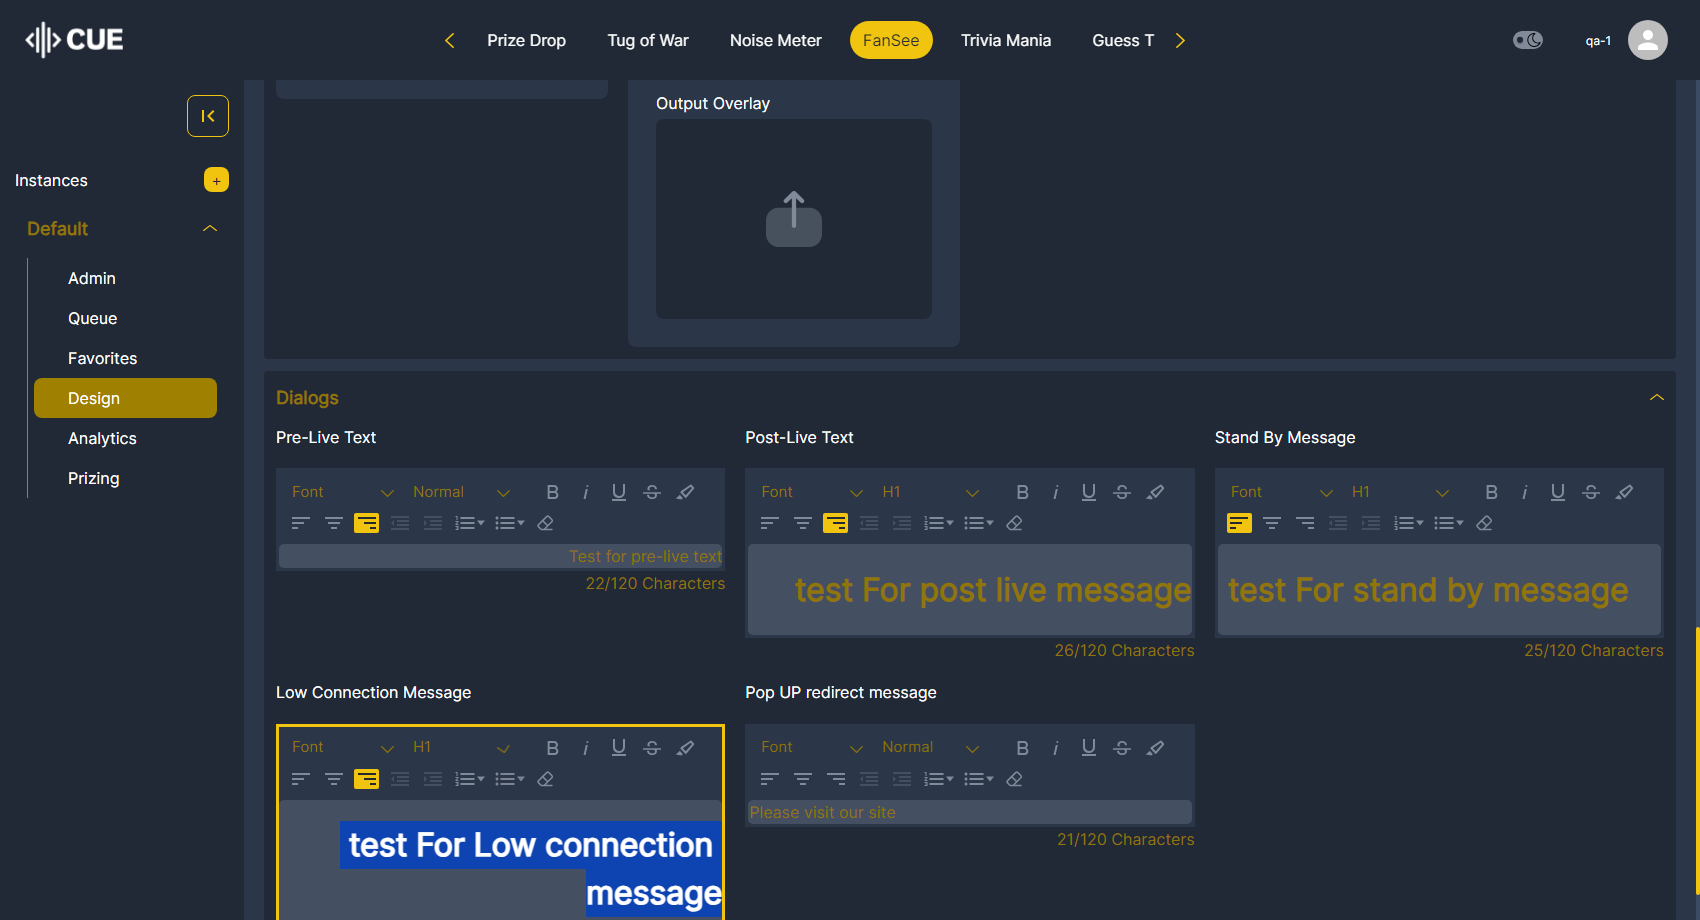 CUE
Prize Drop
Tug of War
Noise Meter
FanSee
Trivia Mania
Guess T
qa-1
Instances
+
Default
Admin
Queue
Favorites
Design
Analytics
Prizing
Output Overlay
Dialogs
Pre-Live Text
Font
Normal
B i U S
Test for pre-live text
22/120 Characters
Post-Live Text
Font
H1
B i U S
test For post live message
26/120 Characters
Stand By Message
Font
H1
B i U S
test For stand by message
25/120 Characters
Low Connection Message
Font
H1
B i U S
test For Low connection
message
Pop UP redirect message
Font
Normal
B i U S
Please visit our site
21/120 Characters